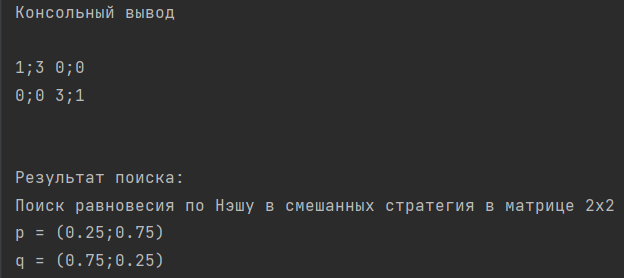 Консольный вывод
1;3 0;0
0;0 3;1
Результат поиска:
Поиск равновесия по Нэшу в смешанных стратегия в матрице 2x2
p = (0.25;0.75)
q = (0.75;0.25)